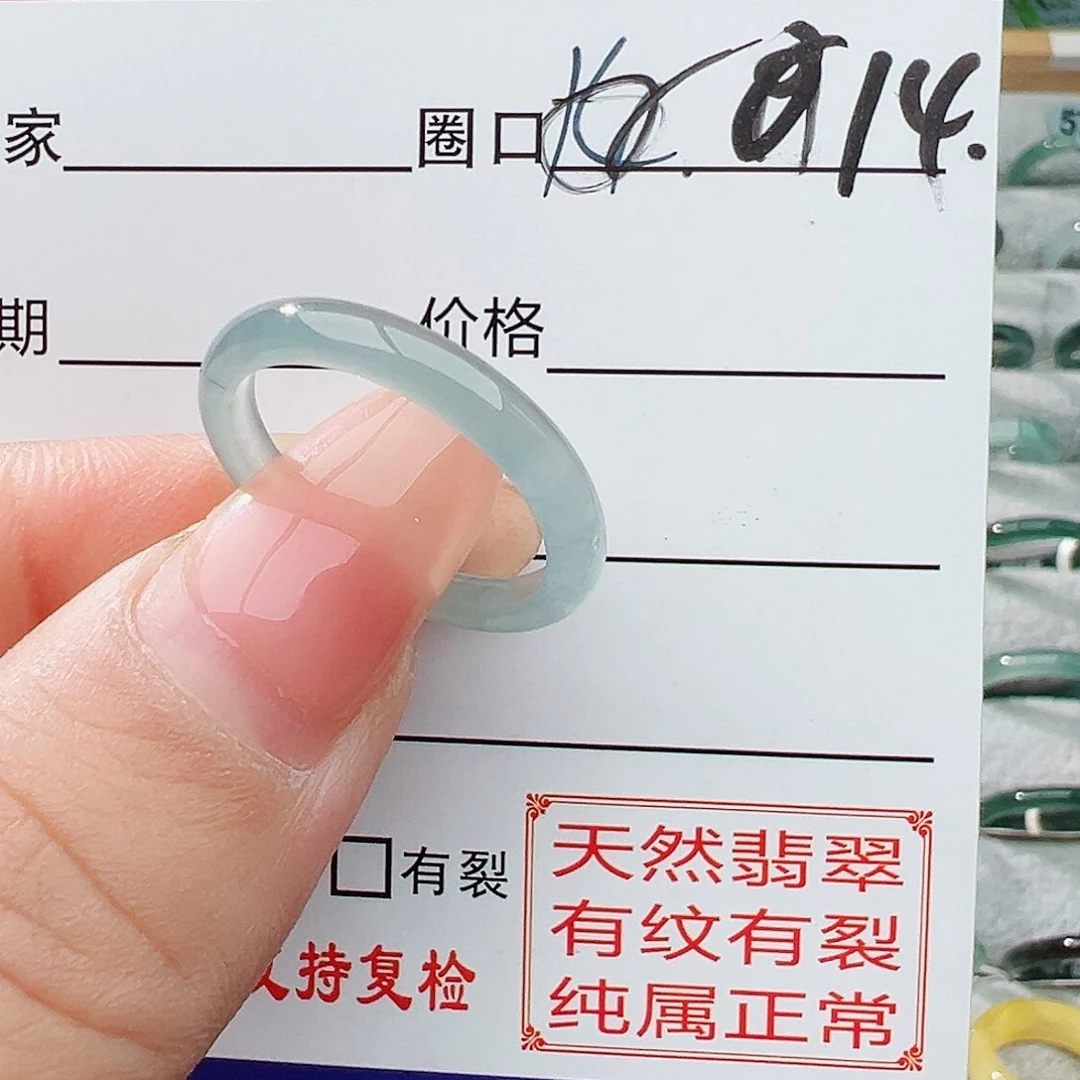 家 圈口 14.
期 价格
有裂
持复检
天然翡翠
有纹有裂
纯属正常